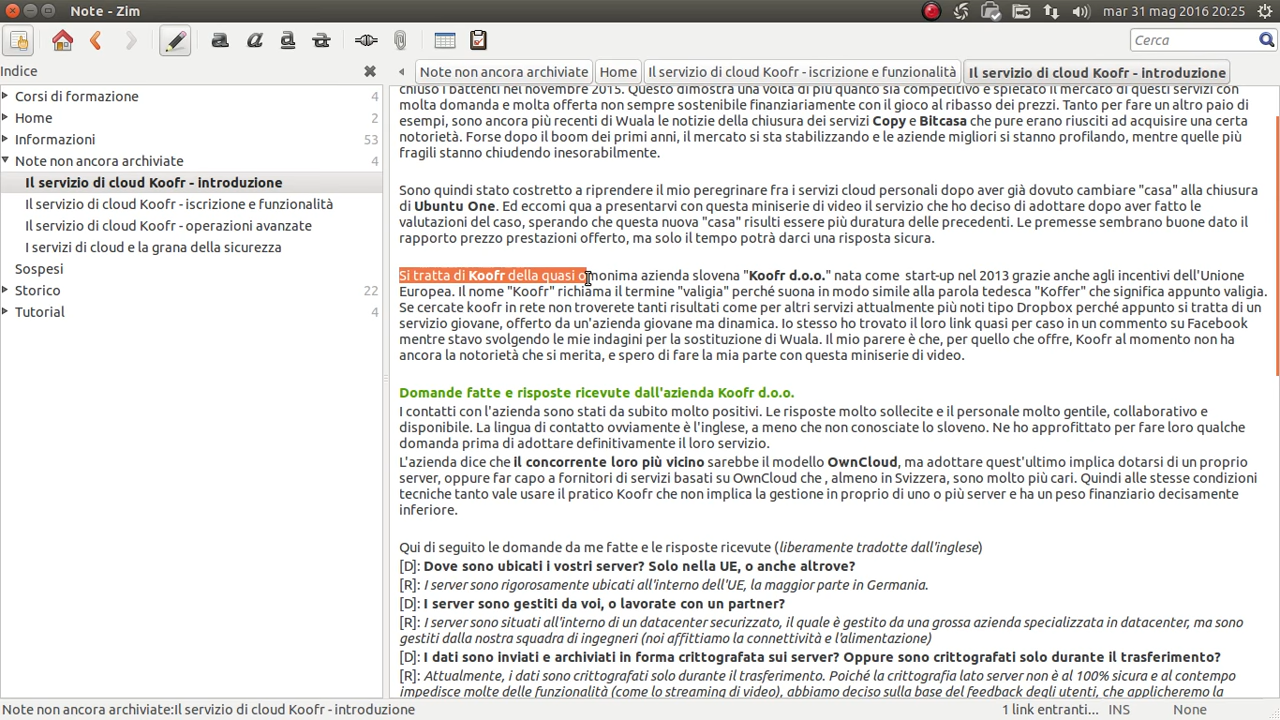 Note - Zim
mar 31 mag 2016 20:25
Cerca
Indice
Note non ancora archiviate
Home
Il servizio di cloud Koofr - iscrizione e funzionalità
Il servizio di cloud Koofr - introduzione
Corsi di formazione 4
Home 2
Informazioni 53
Note non ancora archiviate 4
Il servizio di cloud Koofr - introduzione
Il servizio di cloud Koofr - iscrizione e funzionalità
Il servizio di cloud Koofr - operazioni avanzate
I servizi di cloud e la grana della sicurezza
Sospesi
Storico 22
Tutorial 4
chiuso i battenti nel novembre 2015. Questo dimostra una volta di più quanto sia competitivo e spietato il mercato di questi servizi con
molta domanda e molta offerta non sempre sostenibile finanziariamente con il gioco al ribasso dei prezzi. Tanto per fare un altro paio di
esempi, sono ancora più recenti di Wuala le notizie della chiusura dei servizi Copy e Bitcasa che pure erano riusciti ad acquisire una certa
notorietà. Forse dopo il boom dei primi anni, il mercato si sta stabilizzando e le aziende migliori si stanno profilando, mentre quelle più
fragili stanno chiudendo inesorabilmente.
Sono quindi stato costretto a riprendere il mio peregrinare fra i servizi cloud personali dopo aver già dovuto cambiare "casa" alla chiusura
di Ubuntu One. Ed eccomi qua a presentarvi con questa miniserie di video il servizio che ho deciso di adottare dopo aver fatto le
valutazioni del caso, sperando che questa nuova "casa" risulti essere più duratura delle precedenti. Le premesse sembrano buone dato il
rapporto prezzo prestazioni offerto, ma solo il tempo potrà darci una risposta sicura.
Si tratta di Koofr della quasi omonima azienda slovena "Koofr d.o.o." nata come start-up nel 2013 grazie anche agli incentivi dell'Unione
Europea. Il nome "Koofr" richiama il termine "valigia" perché suona in modo simile alla parola tedesca "Koffer" che significa appunto valigia.
Se cercate koofr in rete non troverete tanti risultati come per altri servizi attualmente più noti tipo Dropbox perché appunto si tratta di un
servizio giovane, offerto da un'azienda giovane ma dinamica. Io stesso ho trovato il loro link quasi per caso in un commento su Facebook
mentre stavo svolgendo le mie indagini per la sostituzione di Wuala. Il mio parere è che, per quello che offre, Koofr al momento non ha
ancora la notorietà che si merita, e spero di fare la mia parte con questa miniserie di video.
Domande fatte e risposte ricevute dall'azienda Koofr d.o.o.
I contatti con l'azienda sono stati da subito molto positivi. Le risposte molto sollecite e il personale molto gentile, collaborativo e
disponibile. La lingua di contatto ovviamente è l'inglese, a meno che non conosciate lo sloveno. Ne ho approfittato per fare loro qualche
domanda prima di adottare definitivamente il loro servizio.
L'azienda dice che il concorrente loro più vicino sarebbe il modello OwnCloud, ma adottare quest'ultimo implica dotarsi di un proprio
server, oppure far capo a fornitori di servizi basati su OwnCloud che , almeno in Svizzera, sono molto più cari. Quindi alle stesse condizioni
tecniche tanto vale usare il pratico Koofr che non implica la gestione in proprio di uno o più server e ha un peso finanziario decisamente
inferiore.
Qui di seguito le domande da me fatte e le risposte ricevute (liberamente tradotte dall'inglese)
[D]: Dove sono ubicati i vostri server? Solo nella UE, o anche altrove?
[R]: I server sono rigorosamente ubicati all'interno dell'UE, la maggior parte in Germania.
[D]: I server sono gestiti da voi, o lavorate con un partner?
[R]: I server sono situati all'interno di un datacenter securizzato, il quale è gestito da una grossa azienda specializzata in datacenter, ma sono
gestiti dalla nostra squadra di ingegneri (noi affittiamo la connettività e l'alimentazione)
[D]: I dati sono inviati e archiviati in forma crittografata sui server? Oppure sono crittografati solo durante il trasferimento?
[R]: Attualmente, i dati sono crittografati solo durante il trasferimento. Poiché la crittografia lato server non è al 100% sicura e al contempo
impedisce molte delle funzionalità (come lo streaming di video), abbiamo deciso sulla base del feedback degli utenti, che applicheremo la
Note non ancora archiviate:Il servizio di cloud Koofr - introduzione
1 link entranti... INS None